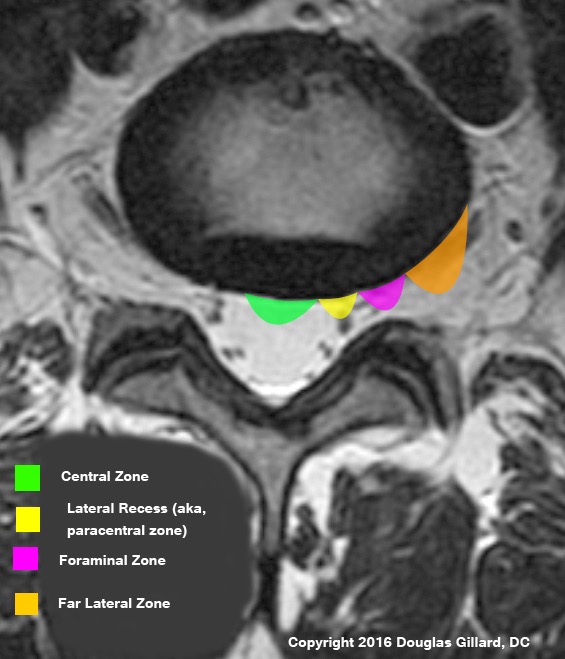 Central Zone
Lateral Recess (aka,
paracentral zone)
Foraminal Zone
Far Lateral Zone
Copyright 2016 Douglas Gillard, DC